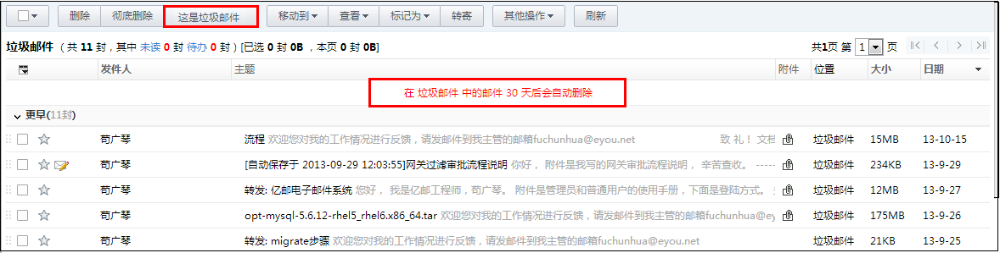 删除 彻底删除 这是垃圾邮件 移动到 查看 标记为 转寄 其他操作 刷新
垃圾邮件 ( 共 11 封，其中 未读 0 封 待办 0 封 ) [已选 0 封 0B ，本页 0 封 0B] 共1页 第 1 页
发件人 主题 附件 位置 大小 日期
在 垃圾邮件 中的邮件 30 天后会自动删除
更早(11封)
苟广琴 流程 欢迎您对我的工作情况进行反馈，请发邮件到我主管的邮箱fuchunhua@eyou.net 致 礼！ 文档 垃圾邮件 15MB 13-10-15
苟广琴 [自动保存于 2013-09-29 12:03:55]网关过滤审批流程说明 你好， 附件是我写的网关审批流程说明， 辛苦查收。 ----- 垃圾邮件 234KB 13-9-29
苟广琴 转发: 亿邮电子邮件系统 您好， 我是亿邮工程师，苟广琴。 附件是管理员和普通用户的使用手册，下面是登陆方式。 垃圾邮件 12MB 13-9-27
苟广琴 opt-mysql-5.6.12-rhel5_rhel6.x86_64.tar 欢迎您对我的工作情况进行反馈，请发邮件到我主管的邮箱fuchunhua@ey 垃圾邮件 175MB 13-9-26
苟广琴 转发: migrate步骤 欢迎您对我的工作情况进行反馈，请发邮件到我主管的邮箱fuchunhua@eyou.net 垃圾邮件 21KB 13-9-25